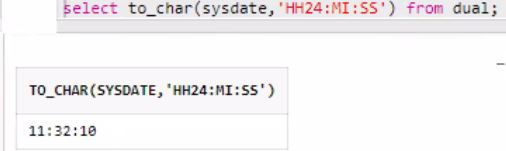 select to_char(sysdate,'HH24:MI:SS') from dual;
TO_CHAR(SYSDATE,'HH24:MI:SS')
11:32:10